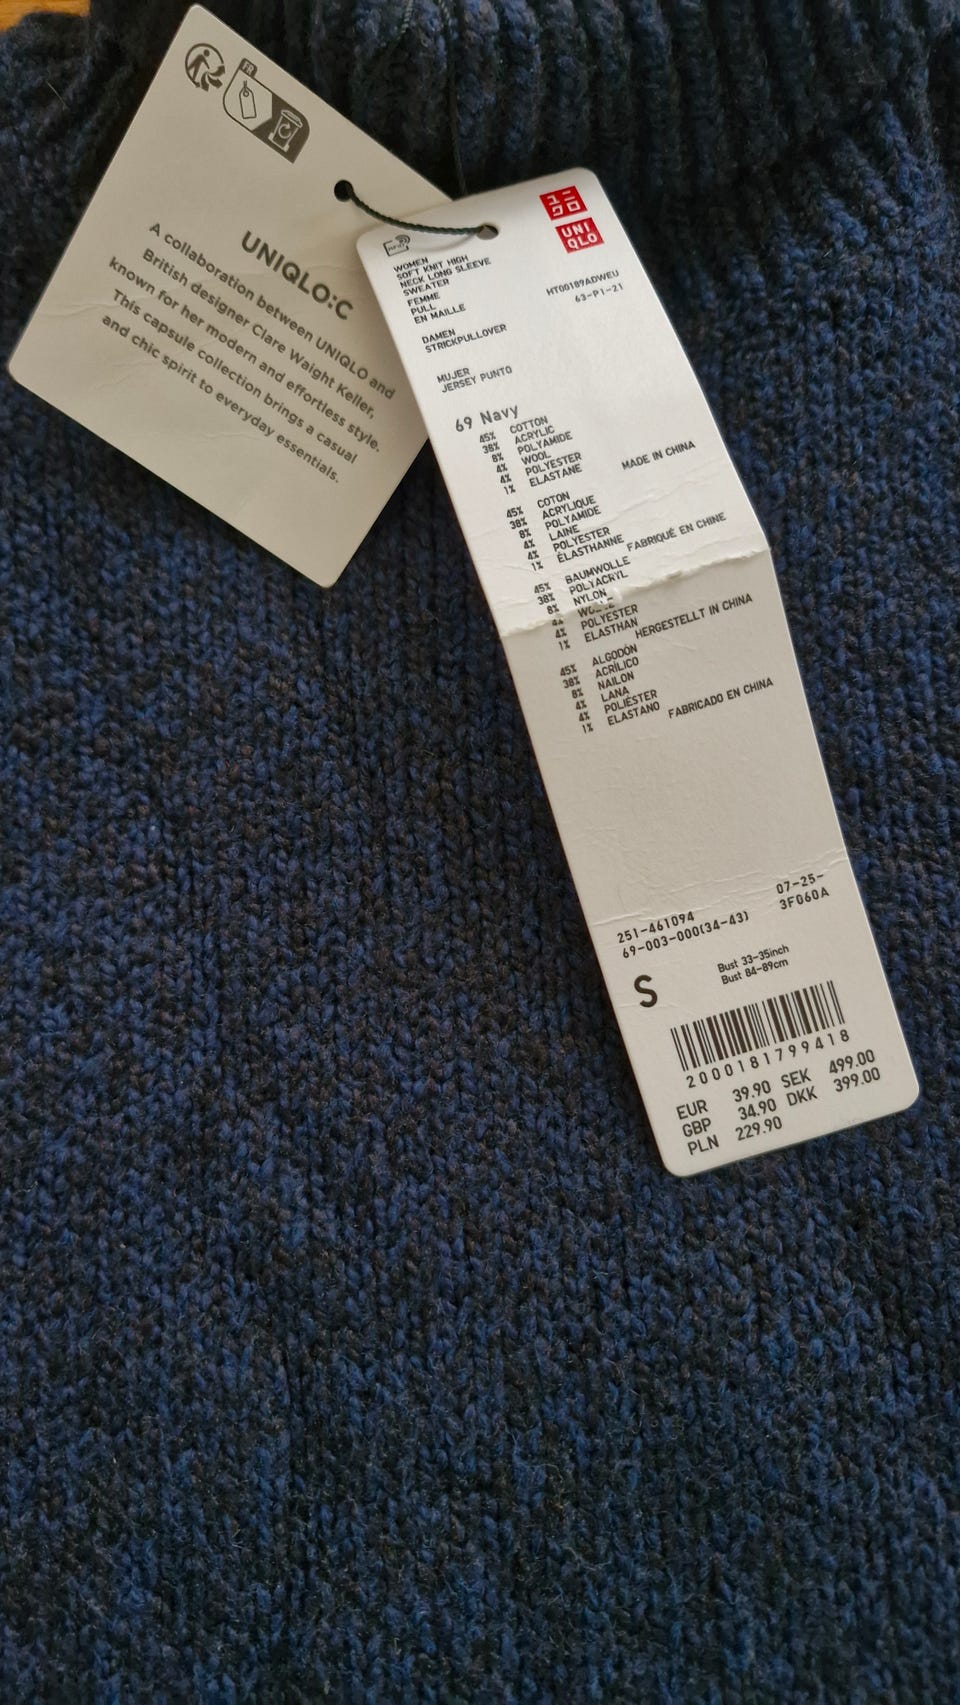 FR
UNIQLO:C
A collaboration between UNIQLO and
British designer Clare Waight Keller,
known for her modern and effortless style.
This capsule collection brings a casual
and chic spirit to everyday essentials.
RFID
ユニ
クロ
UNI
QLO
WOMEN
SOFT KNIT HIGH
NECK LONG SLEEVE
SWEATER
FEMME
PULL
EN MAILLE
DAMEN
STRICKPULLOVER
MUJER
JERSEY PUNTO
HT00189ADWEU
63-P1-21
69 Navy
45% COTTON
38% ACRYLIC
8% POLYAMIDE
4% WOOL
4% POLYESTER
1% ELASTANE
MADE IN CHINA
45% COTON
38% ACRYLIQUE
8% POLYAMIDE
4% LAINE
4% POLYESTER
1% ÉLASTHANNE
FABRIQUÉ EN CHINE
45% BAUMWOLLE
38% POLYACRYL
8% NYLON
4%
4% POLYESTER
1% ELASTHAN
HERGESTELLT IN CHINA
45% ALGODÓN
38% ACRÍLICO
8% NAILON
4% LANA
4% POLIÉSTER
1% ELASTANO
FABRICADO EN CHINA
251-461094
69-003-000(34-43)
07-25-
3F060A
S
Bust 33-35inch
Bust 84-89cm
2000181799418
EUR 39.90 SEK 499.00
GBP 34.90 DKK 399.00
PLN 229.90